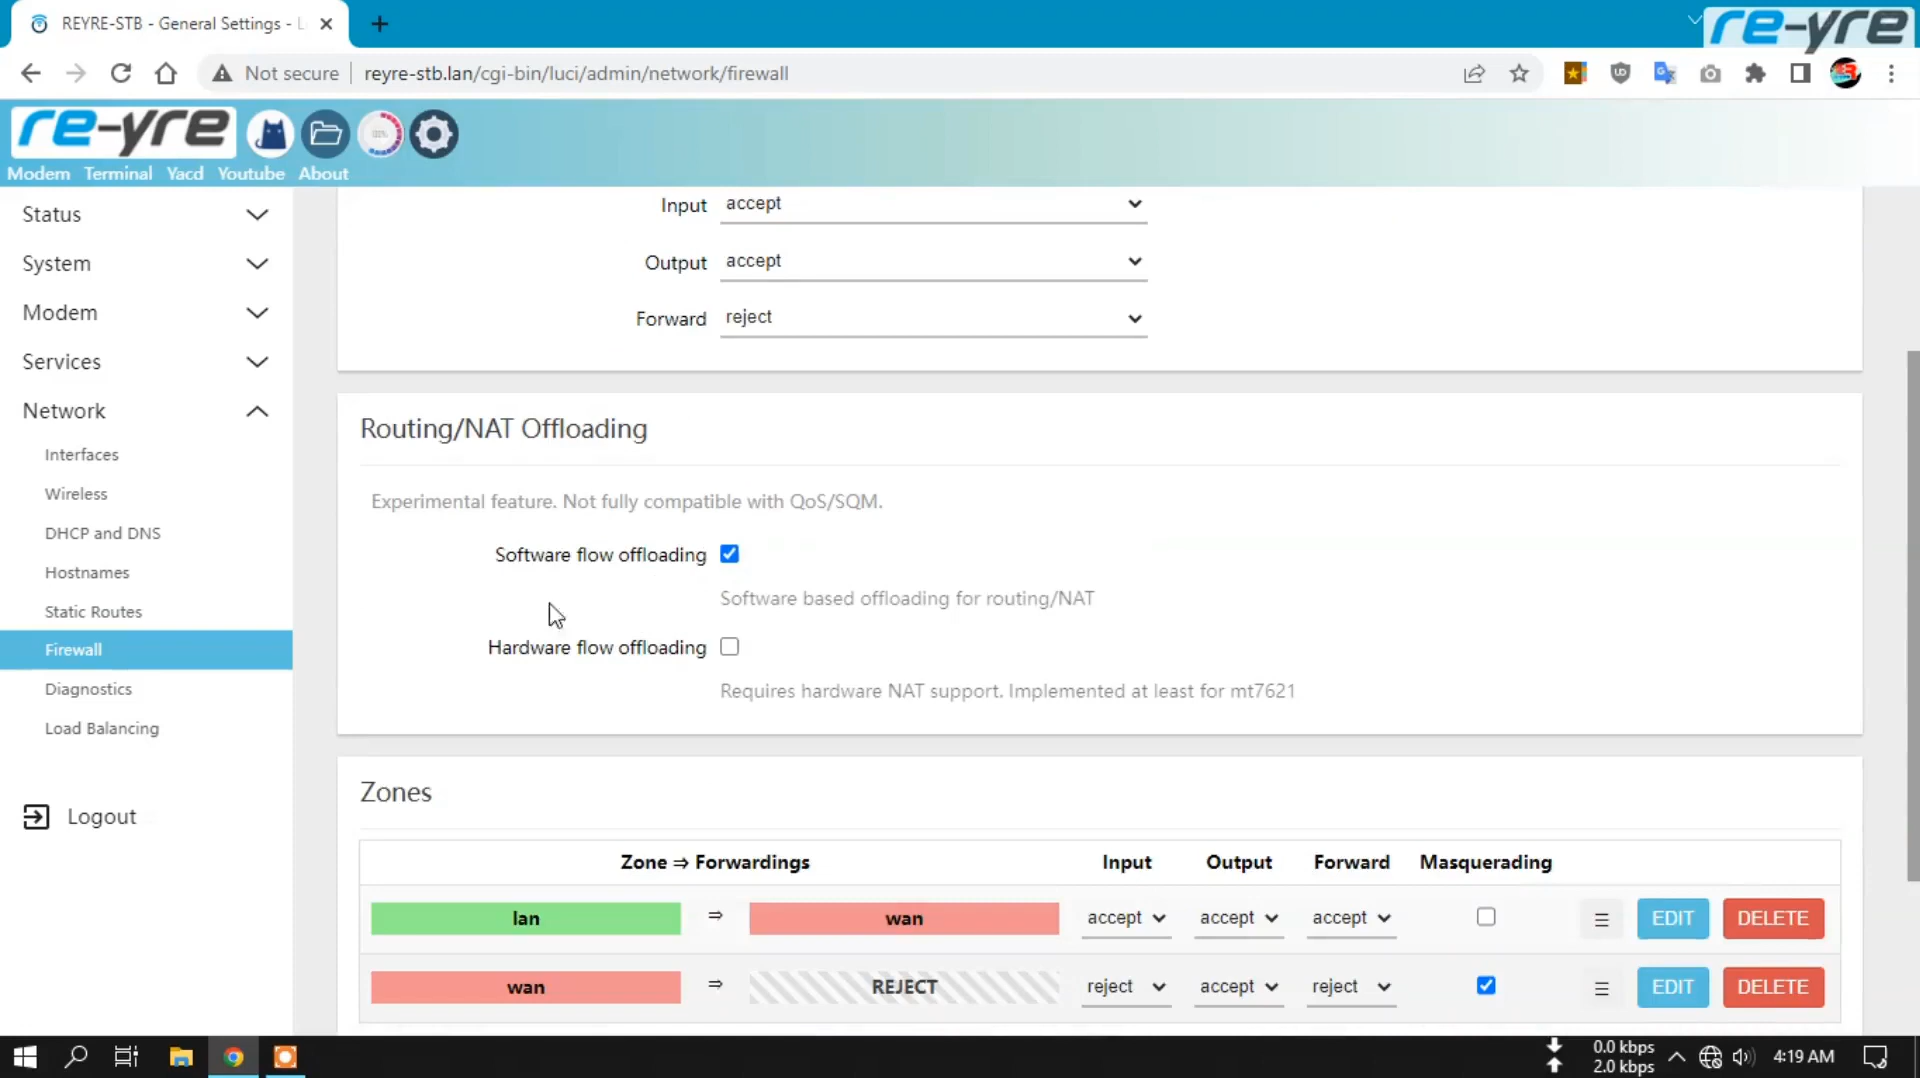 REYRE-STB - General Settings - L
re-yre
Not secure
reyre-stb.lan/cgi-bin/luci/admin/network/firewall
re-yre
Modem Terminal Yacd Youtube About
Status
System
Modem
Services
Network
Interfaces
Wireless
DHCP and DNS
Hostnames
Static Routes
Firewall
Diagnostics
Load Balancing
Logout
Input accept
Output accept
Forward reject
Routing/NAT Offloading
Experimental feature. Not fully compatible with QoS/SQM.
Software flow offloading
Software based offloading for routing/NAT
Hardware flow offloading
Requires hardware NAT support. Implemented at least for mt7621
Zones
Zone ⇒ Forwardings Input Output Forward Masquerading
lan ⇒ wan accept accept accept EDIT DELETE
wan ⇒ REJECT reject accept reject EDIT DELETE
0.0 kbps
2.0 kbps
4:19 AM